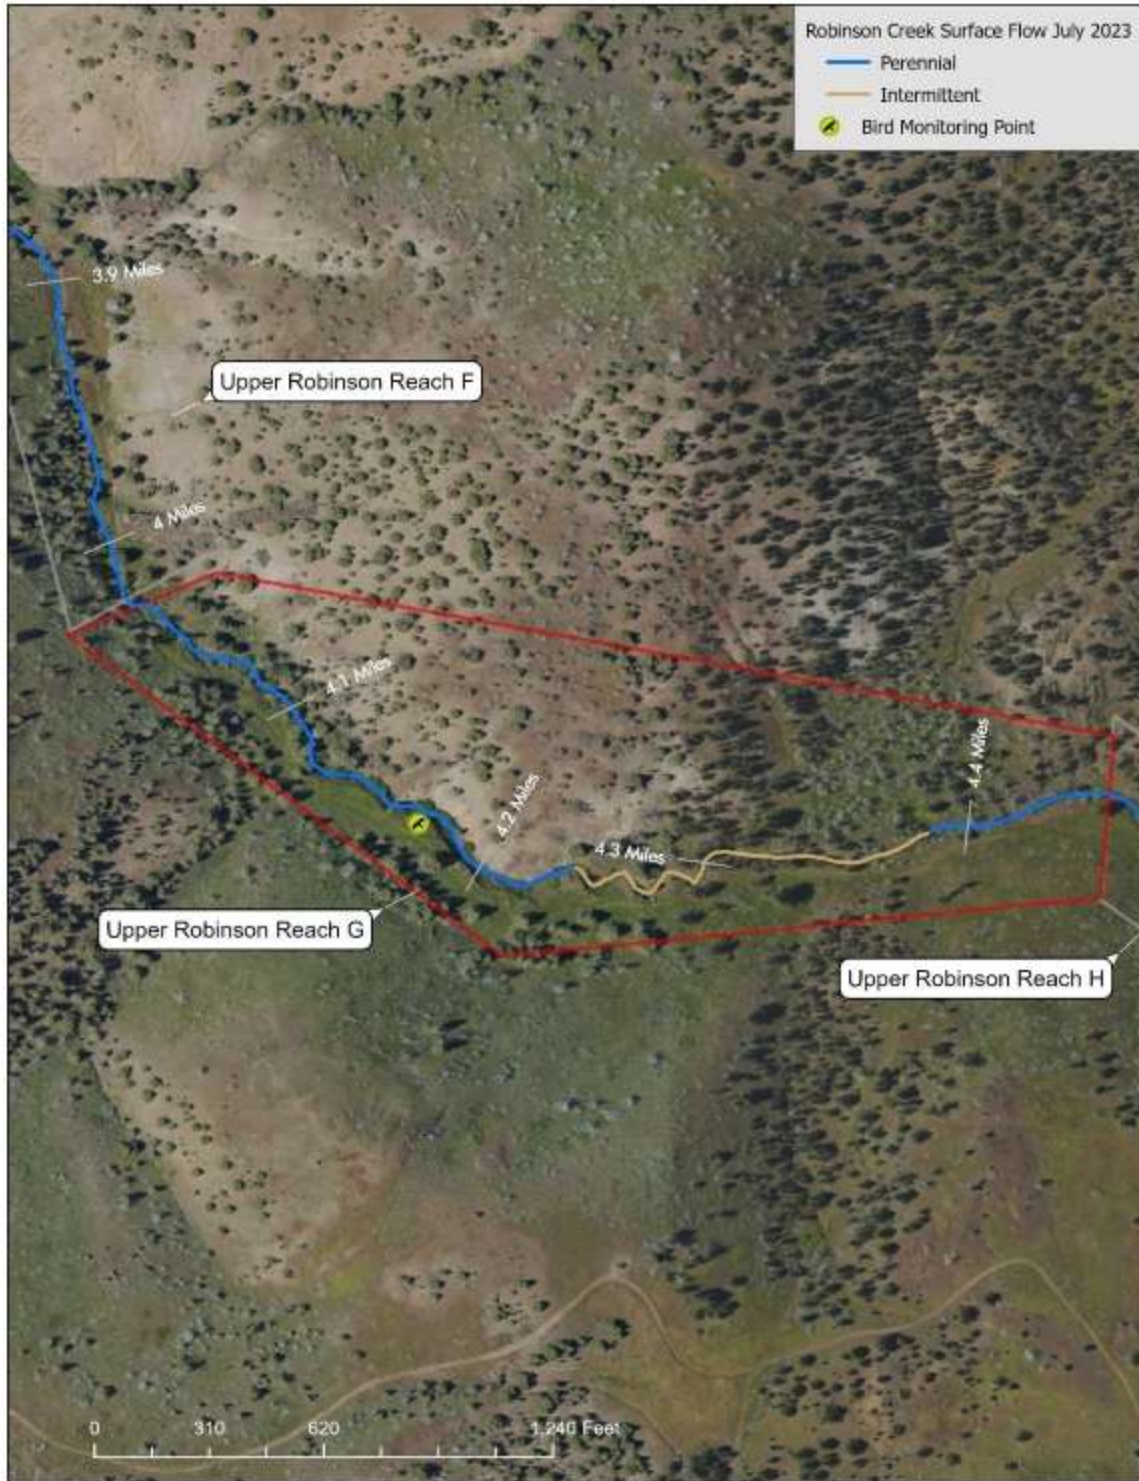 Robinson Creek Surface Flow July 2023
Perennial
Intermittent
Bird Monitoring Point
3.9 Miles
Upper Robinson Reach F
4 Miles
4.1 Miles
4.2 Miles
4.3 Miles
4.4 Miles
Upper Robinson Reach G
Upper Robinson Reach H
0 310 620 1,240 Feet